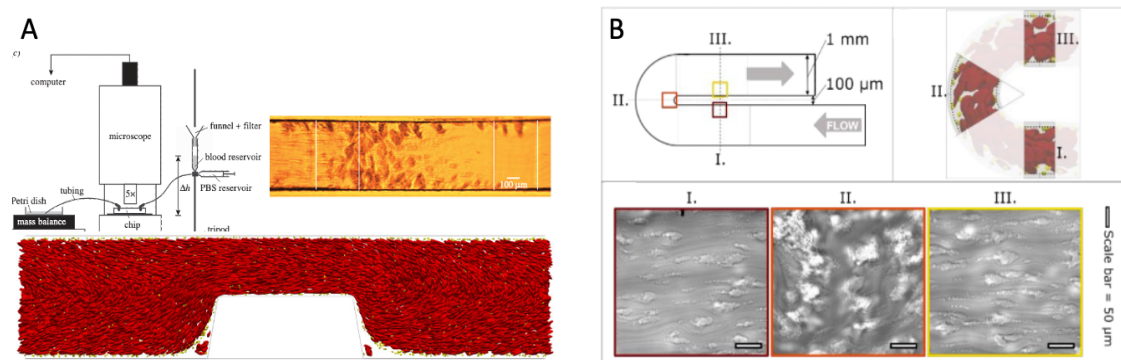 A
c)
computer
microscope
funnel + filter
blood reservoir
Δh
PBS reservoir
5×
tubing
Petri dish
mass balance
chip
tripod
100 µm
B
III.
1 mm
100 µm
II.
FLOW
I.
III.
II.
I.
I.
II.
III.
Scale bar = 50 µm